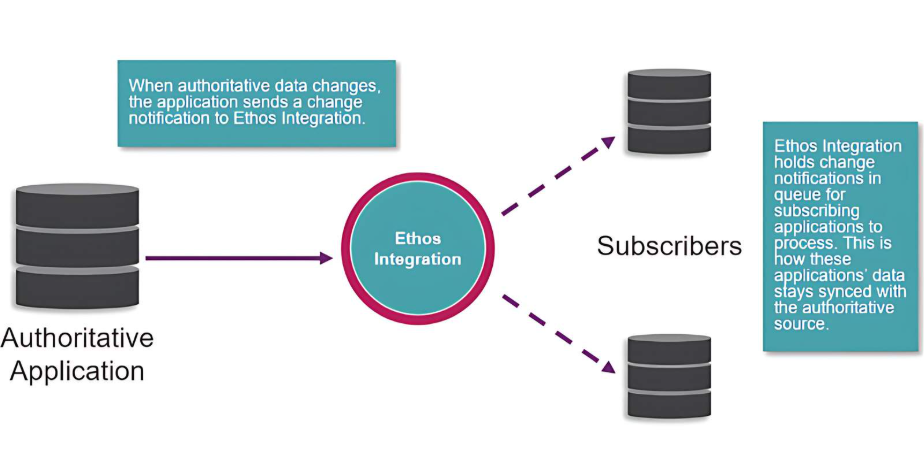 When authoritative data changes,
the application sends a change
notification to Ethos Integration.
Authoritative
Application
Ethos
Integration
Subscribers
Ethos Integration
holds change
notifications in
queue for
subscribing
applications to
process. This is
how these
applications' data
stays synced with
the authoritative
source.